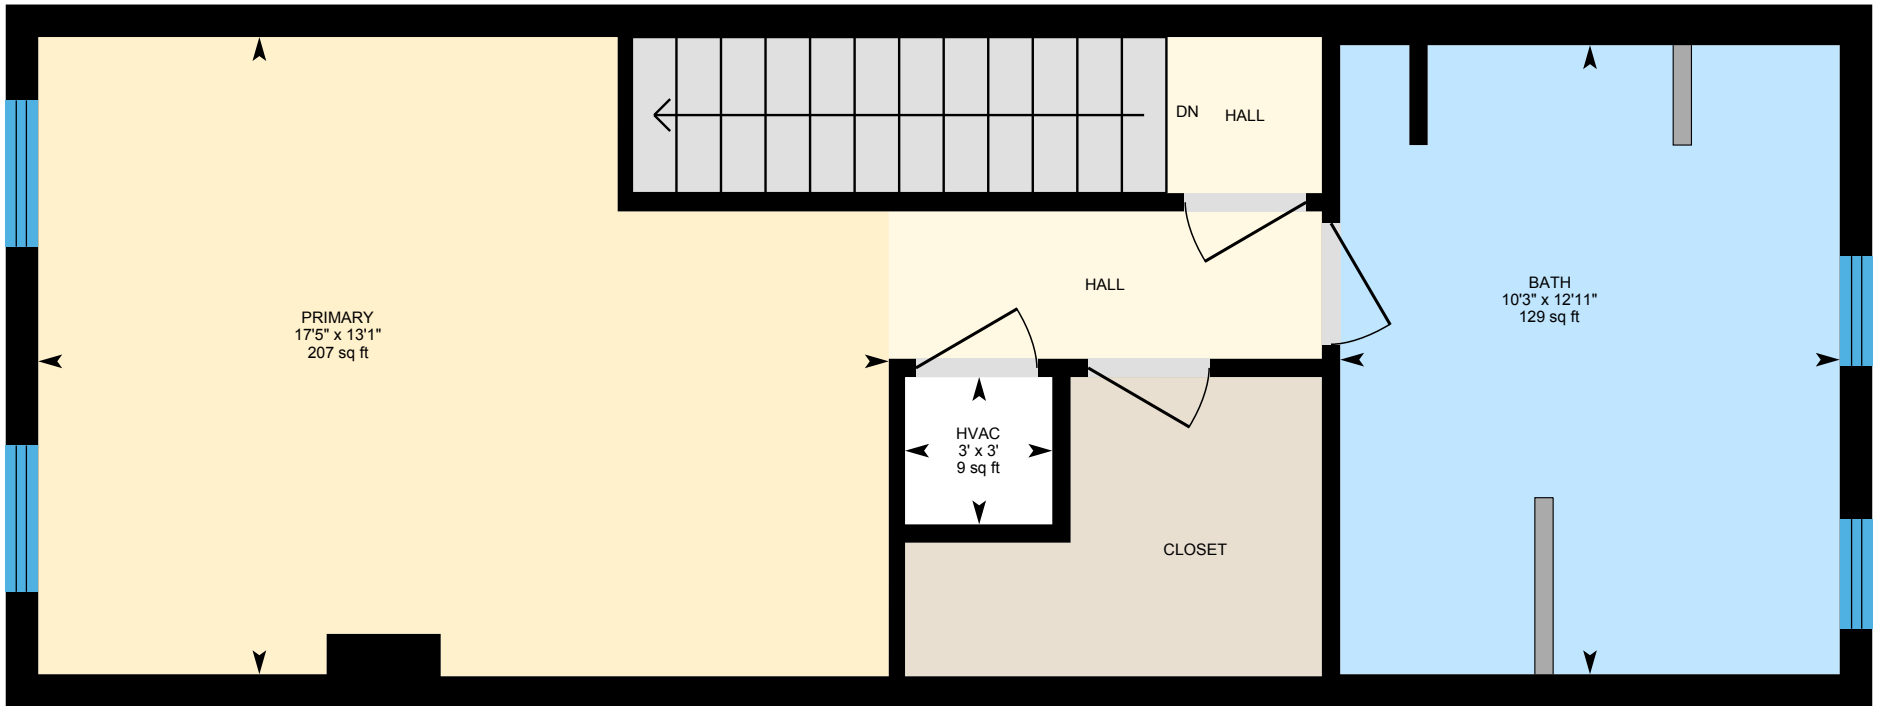 DN
HALL
HALL
PRIMARY
17'5" x 13'1"
207 sq ft
BATH
10'3" x 12'11"
129 sq ft
HVAC
3' x 3'
9 sq ft
CLOSET